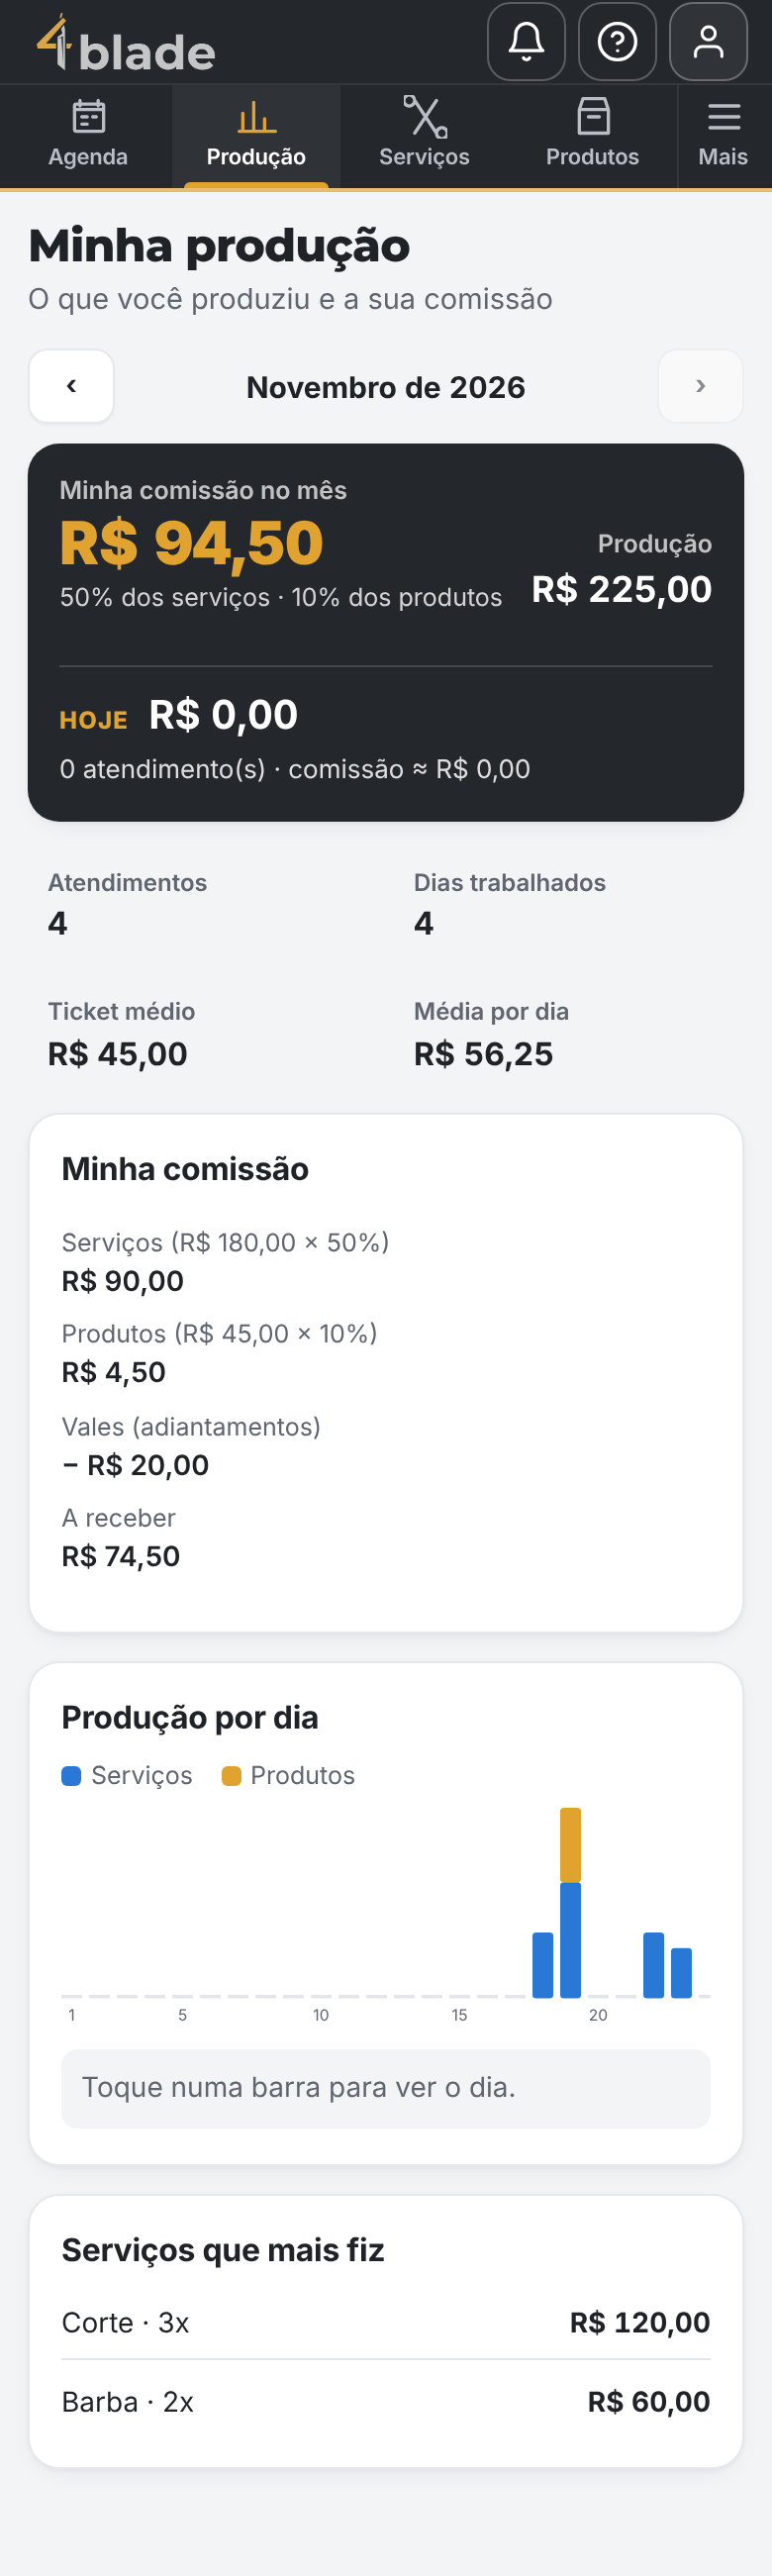 4blade
Agenda
Produção
Serviços
Produtos
Mais
Minha produção
O que você produziu e a sua comissão
‹
Novembro de 2026
›
Minha comissão no mês
R$ 94,50
50% dos serviços · 10% dos produtos
Produção
R$ 225,00
HOJE R$ 0,00
0 atendimento(s) · comissão ≈ R$ 0,00
Atendimentos
4
Dias trabalhados
4
Ticket médio
R$ 45,00
Média por dia
R$ 56,25
Minha comissão
Serviços (R$ 180,00 × 50%)
R$ 90,00
Produtos (R$ 45,00 × 10%)
R$ 4,50
Vales (adiantamentos)
− R$ 20,00
A receber
R$ 74,50
Produção por dia
Serviços Produtos
1 5 10 15 20
Toque numa barra para ver o dia.
Serviços que mais fiz
Corte · 3x R$ 120,00
Barba · 2x R$ 60,00